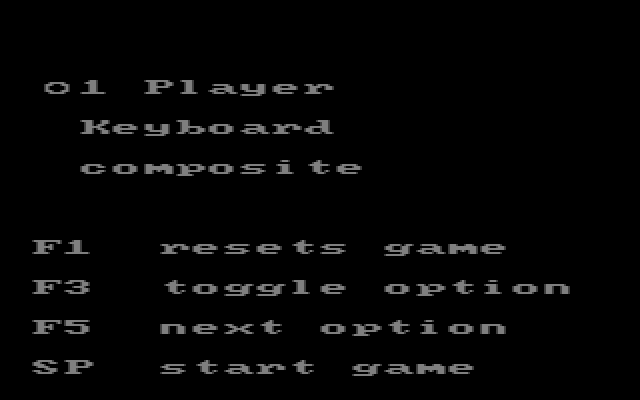 o1 Player
Keyboard
composite
F1 resets game
F3 toggle option
F5 next option
SP start game